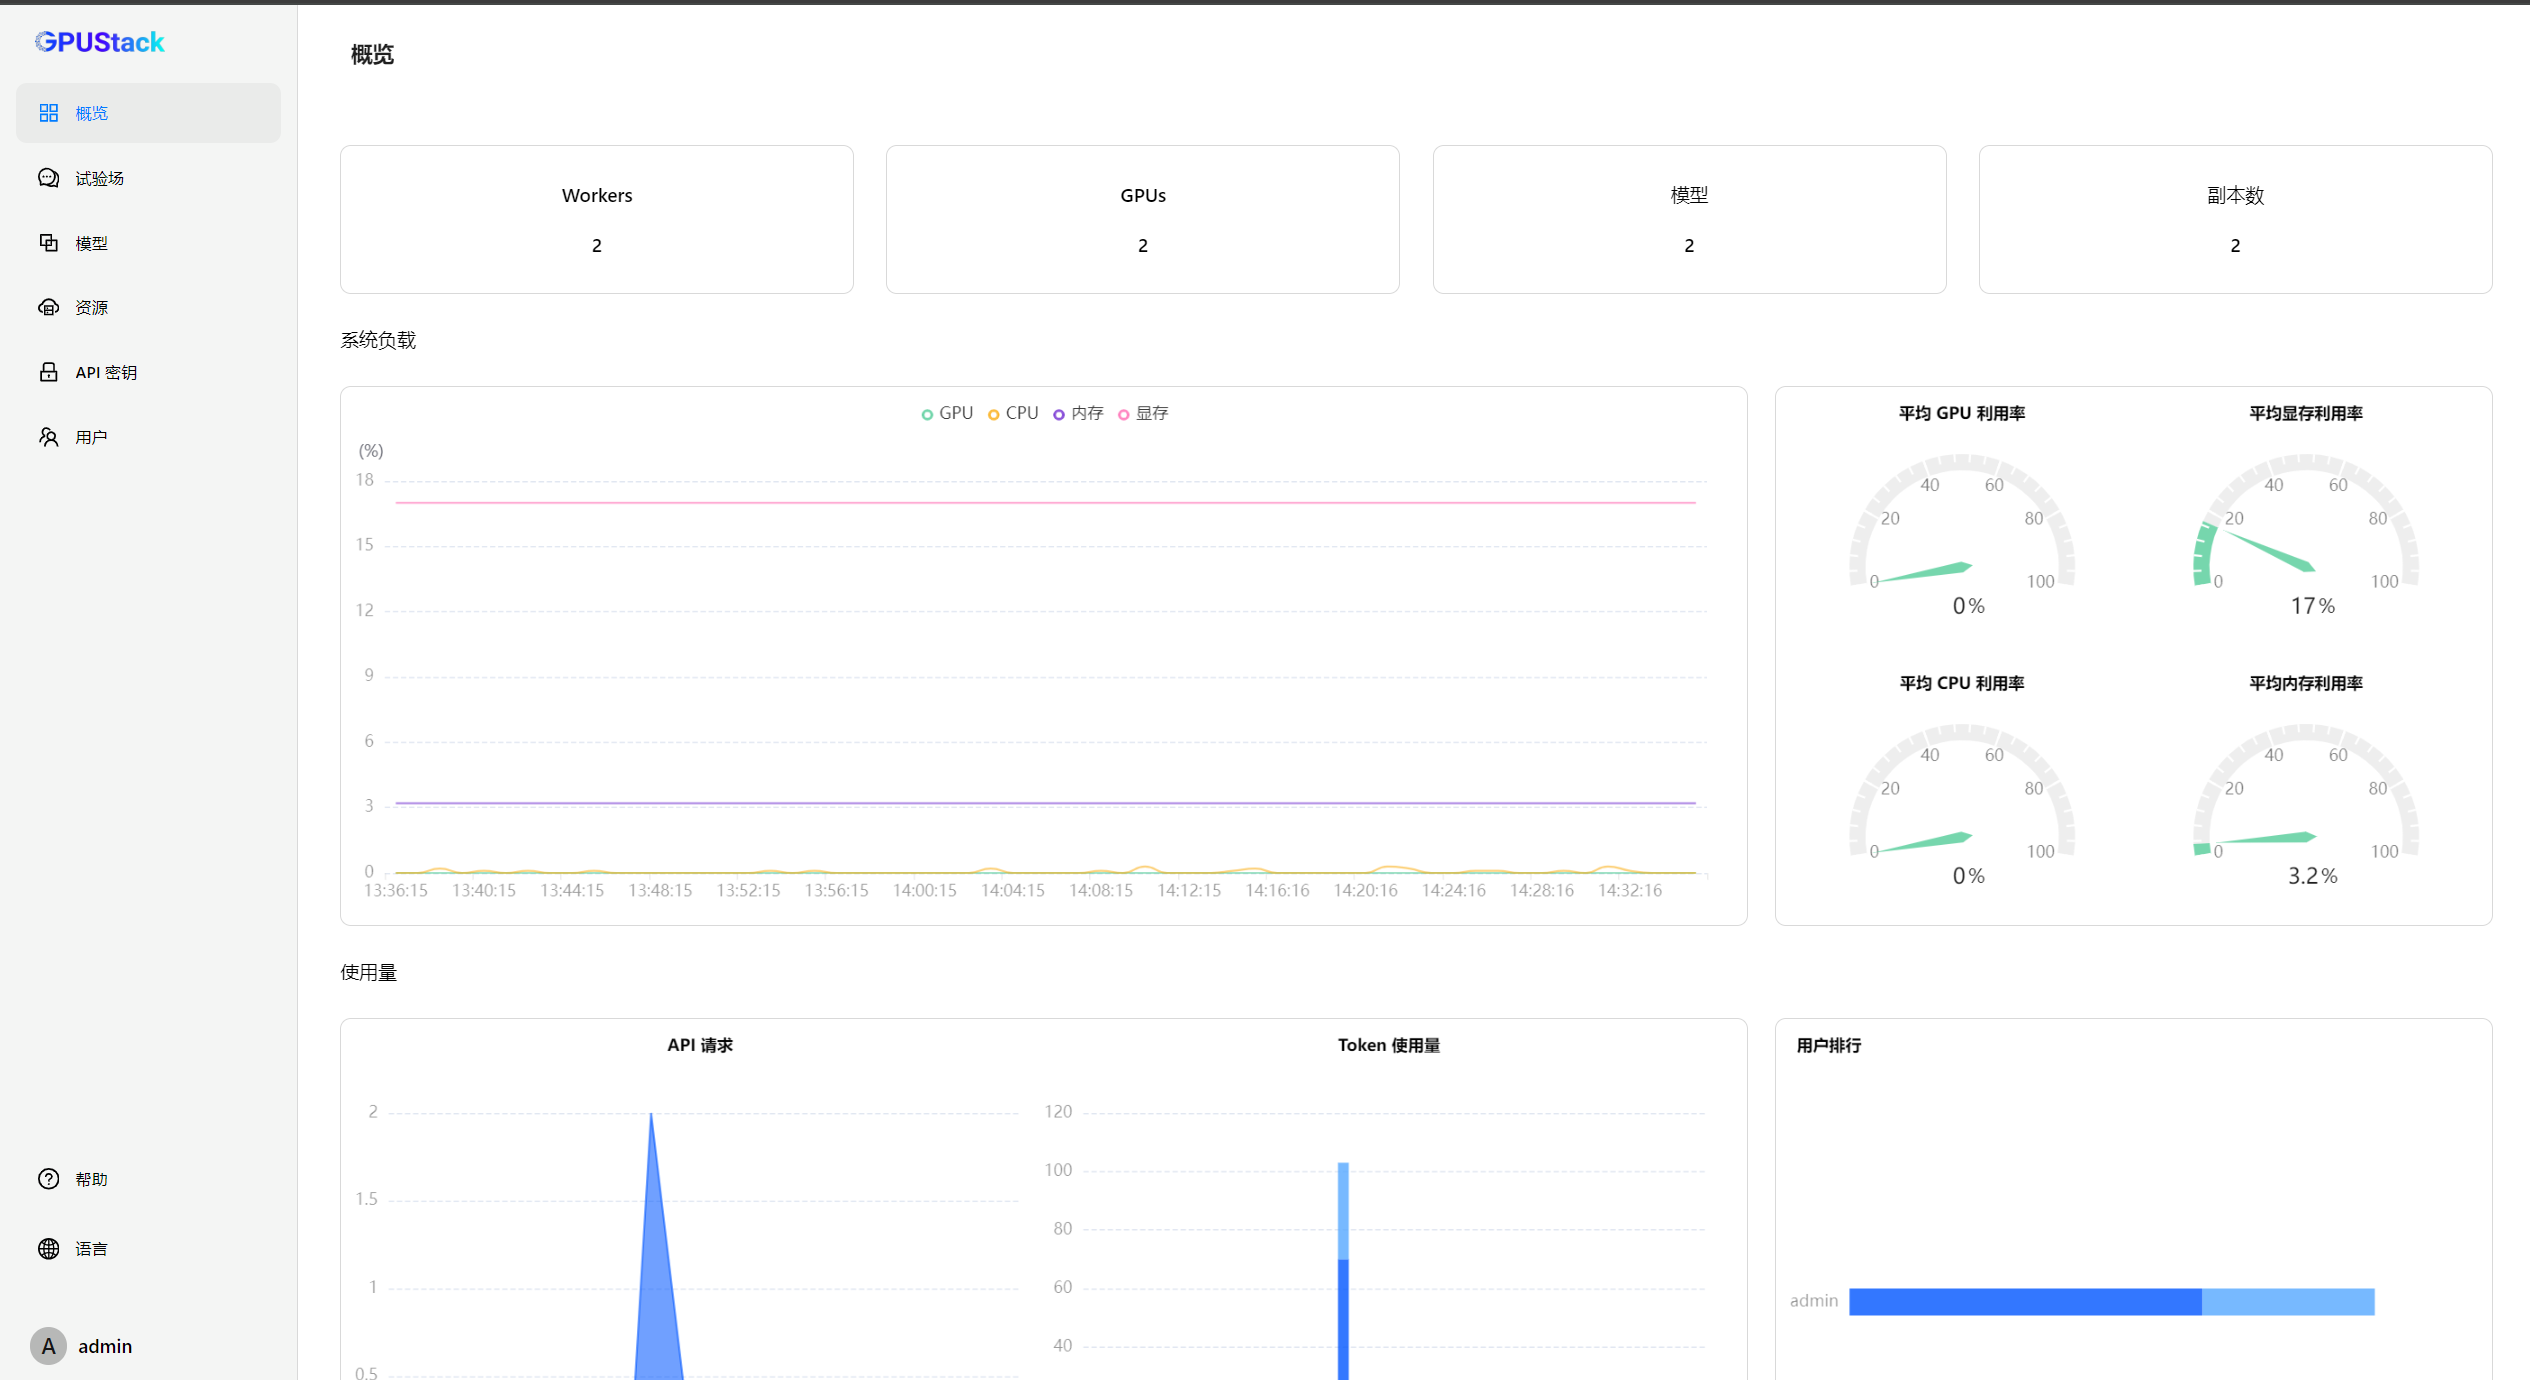 GPUStack
概览
试验场
模型
资源
API 密钥
用户
帮助
语言
A admin
概览
Workers
2
GPUs
2
模型
2
副本数
2
系统负载
GPU CPU 内存 显存
(%)
18
15
12
9
6
3
0
13:36:15 13:40:15 13:44:15 13:48:15 13:52:15 13:56:15 14:00:15 14:04:15 14:08:15 14:12:15 14:16:16 14:20:16 14:24:16 14:28:16 14:32:16
平均 GPU 利用率
0 20 40 60 80 100
0%
平均显存利用率
0 20 40 60 80 100
17%
平均 CPU 利用率
0 20 40 60 80 100
0%
平均内存利用率
0 20 40 60 80 100
3.2%
使用量
API 请求
2
1.5
1
0.5
Token 使用量
120
100
80
60
40
用户排行
admin